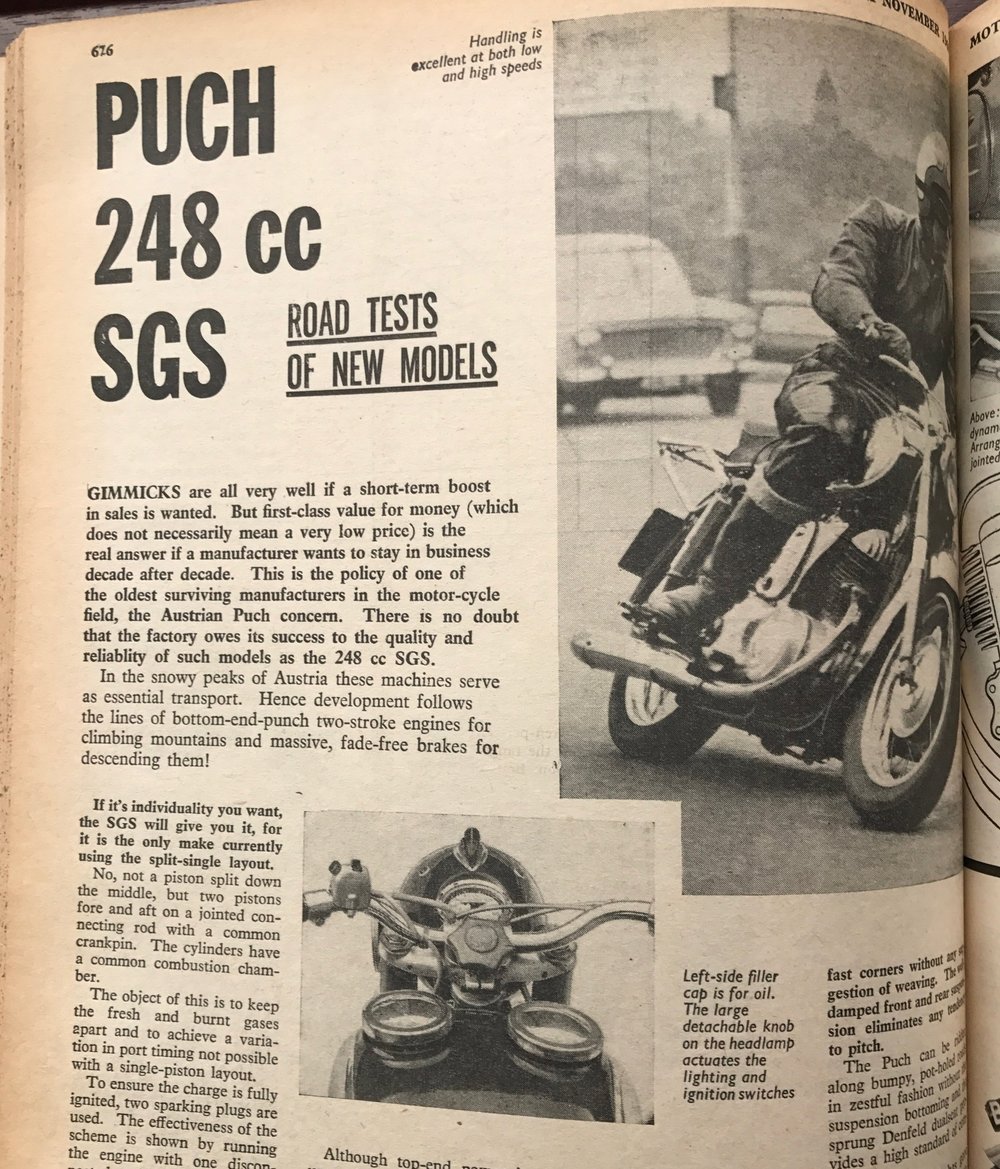 626
NOVEMBER
MOT
Handling is
excellent at both low
and high speeds
PUCH
248 cc
SGS
ROAD TESTS
OF NEW MODELS
GIMMICKS are all very well if a short-term boost
in sales is wanted. But first-class value for money (which
does not necessarily mean a very low price) is the
real answer if a manufacturer wants to stay in business
decade after decade. This is the policy of one of
the oldest surviving manufacturers in the motor-cycle
field, the Austrian Puch concern. There is no doubt
that the factory owes its success to the quality and
reliablity of such models as the 248 cc SGS.
In the snowy peaks of Austria these machines serve
as essential transport. Hence development follows
the lines of bottom-end-punch two-stroke engines for
climbing mountains and massive, fade-free brakes for
descending them!
If it's individuality you want,
the SGS will give you it, for
it is the only make currently
using the split-single layout.
No, not a piston split down
the middle, but two pistons
fore and aft on a jointed con-
necting rod with a common
crankpin. The cylinders have
a common combustion cham-
ber.
The object of this is to keep
the fresh and burnt gases
apart and to achieve a varia-
tion in port timing not possible
with a single-piston layout.
To ensure the charge is fully
ignited, two sparking plugs are
used. The effectiveness of the
scheme is shown by running
the engine with one discon-
Although top-end
Left-side filler
cap is for oil.
The large
detachable knob
on the headlamp
actuates the
lighting and
ignition switches
fast corners without any
gestion of weaving. The
damped front and rear
sion eliminates any
to pitch.
The Puch can be
along bumpy, pot-holed
in zestful fashion without
suspension bottoming and
sprung Denfeld dualseat
vides a high standard of
Above:
dynam
Arrang
jointed